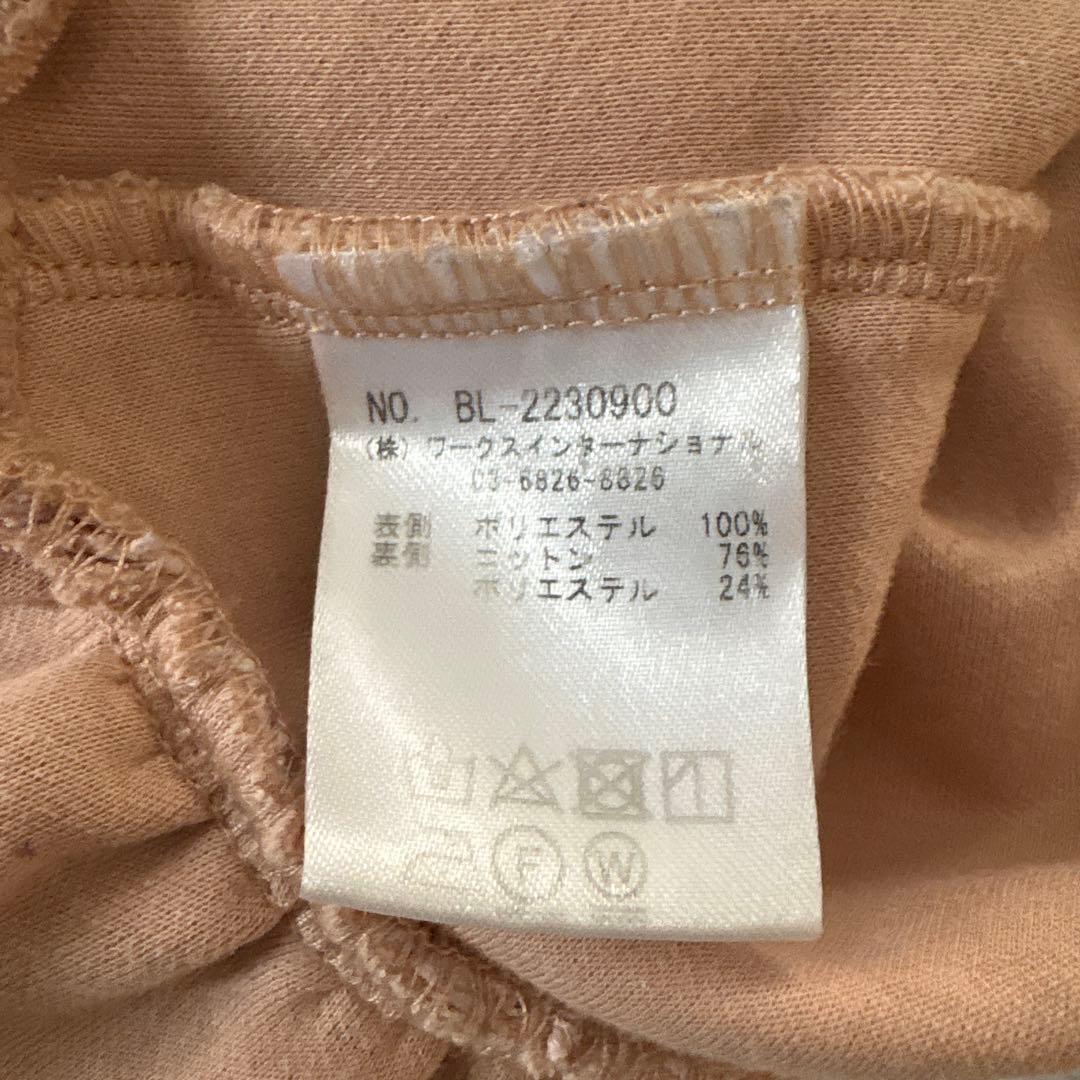 NO. BL-2230900
(株)ワークスインターナショナル
03-6826-8826
表側 ポリエステル 100%
裏側 コットン 76%
ポリエステル 24%
F
W